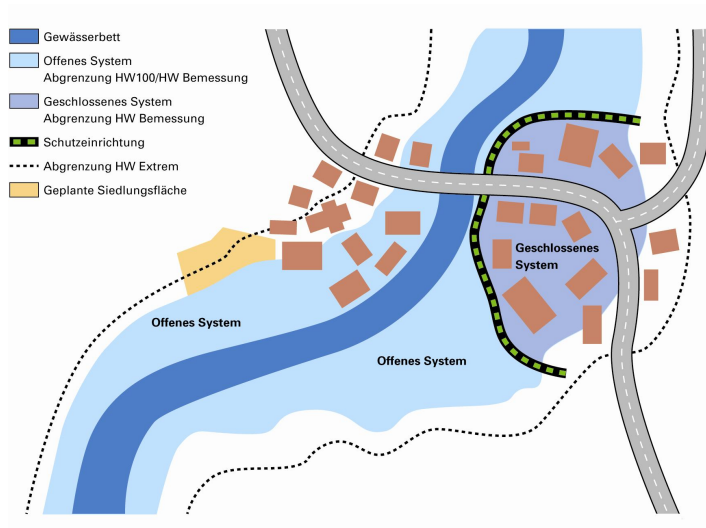 Gewässerbett
Offenes System
Abgrenzung HW100/HW Bemessung
Geschlossenes System
Abgrenzung HW Bemessung
Schutzeinrichtung
Abgrenzung HW Extrem
Geplante Siedlungsfläche
Geschlossenes
System
Offenes System
Offenes System